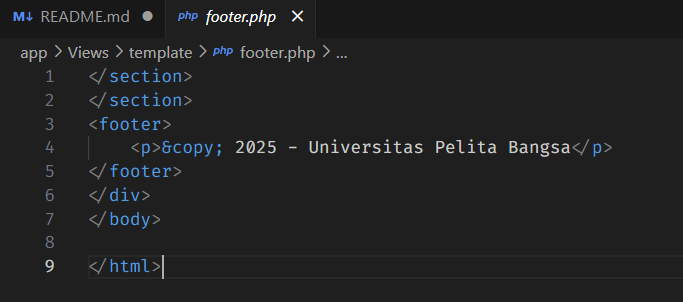 README.md
php footer.php
app > Views > template > php footer.php > ...
1 </section>
2 </section>
3 <footer>
4 <p>&copy; 2025 - Universitas Pelita Bangsa</p>
5 </footer>
6 </div>
7 </body>
8
9 </html>